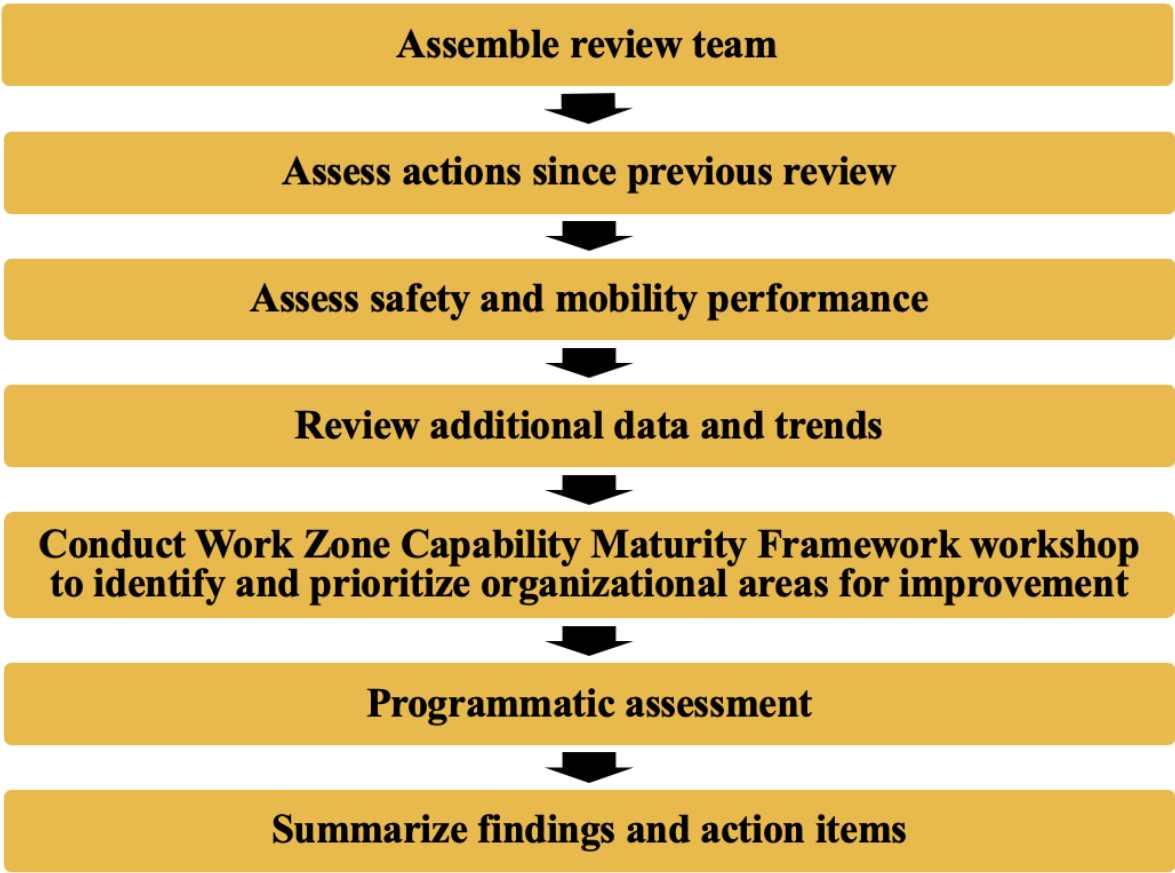 Assemble review team
Assess actions since previous review
Assess safety and mobility performance
Review additional data and trends
Conduct Work Zone Capability Maturity Framework workshop
to identify and prioritize organizational areas for improvement
Programmatic assessment
Summarize findings and action items